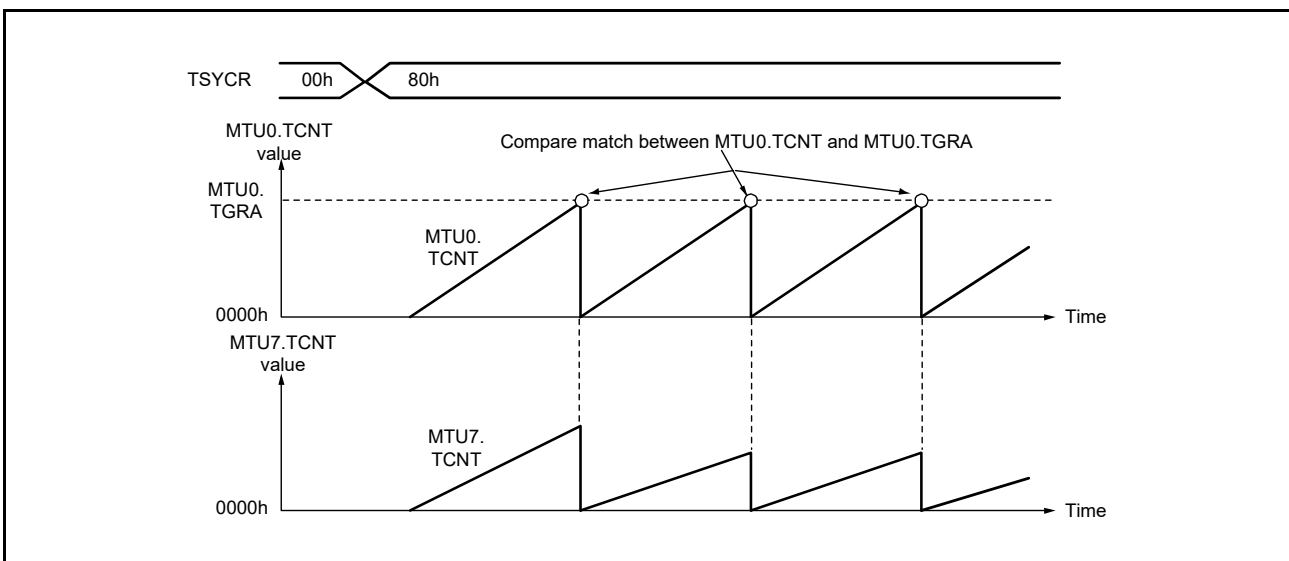 TSYCR 00h 80h
MTU0.TCNT
value
Compare match between MTU0.TCNT and MTU0.TGRA
MTU0.
TGRA
MTU0.
TCNT
0000h
Time
MTU7.TCNT
value
MTU7.
TCNT
0000h
Time